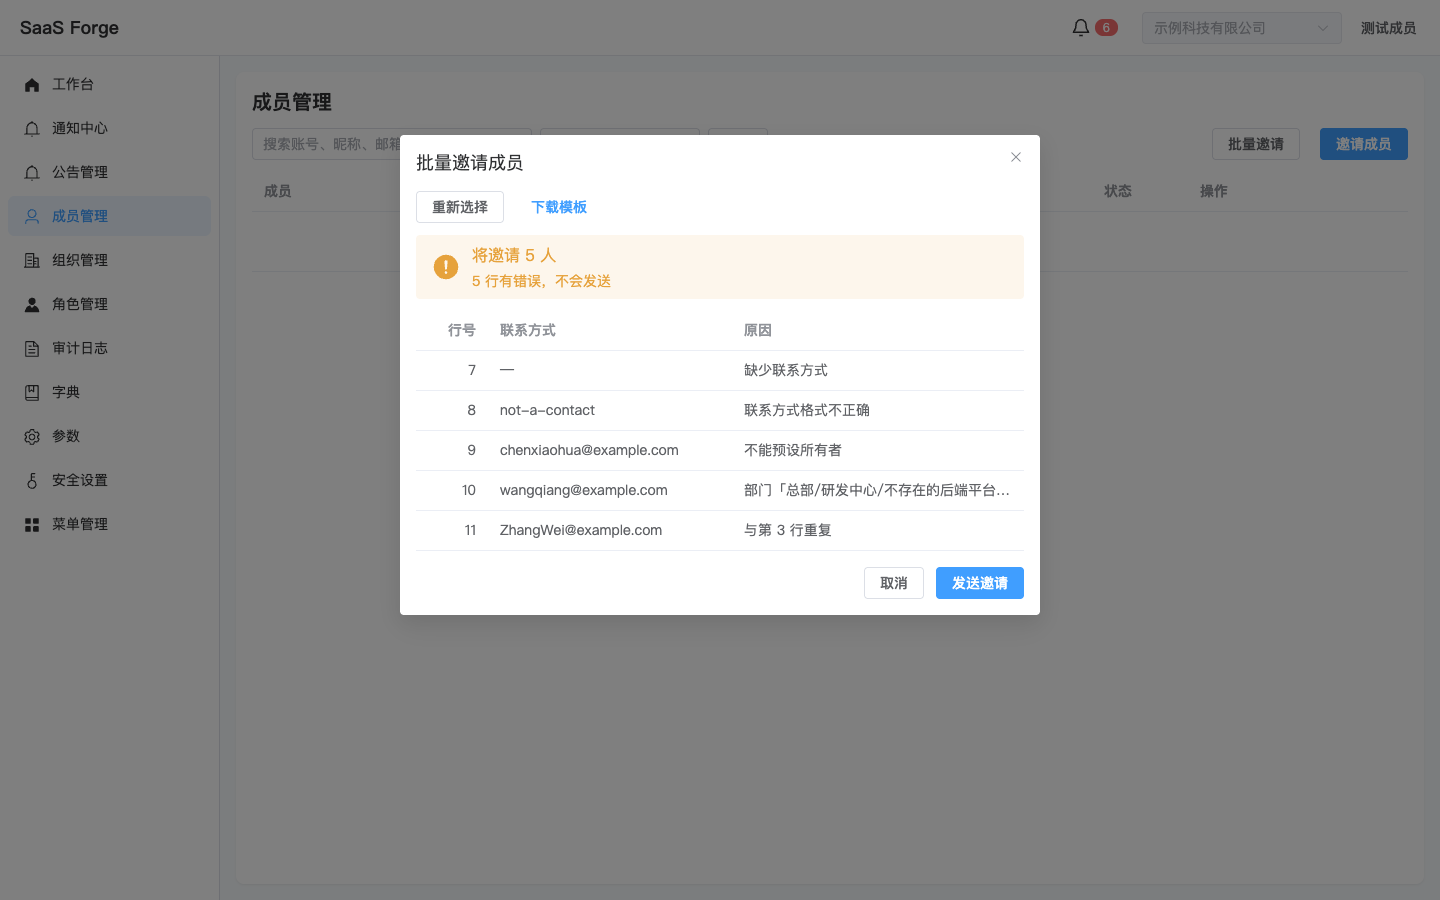 SaaS Forge
6
示例科技有限公司
测试成员
工作台
通知中心
公告管理
成员管理
组织管理
角色管理
审计日志
字典
参数
安全设置
菜单管理
成员管理
搜索账号、昵称、邮箱
批量邀请
邀请成员
成员
状态
操作
批量邀请成员
重新选择
下载模板
将邀请 5 人
5 行有错误，不会发送
行号 联系方式 原因
7 — 缺少联系方式
8 not-a-contact 联系方式格式不正确
9 chenxiaohua@example.com 不能预设所有者
10 wangqiang@example.com 部门「总部/研发中心/不存在的后端平台...
11 ZhangWei@example.com 与第 3 行重复
取消
发送邀请